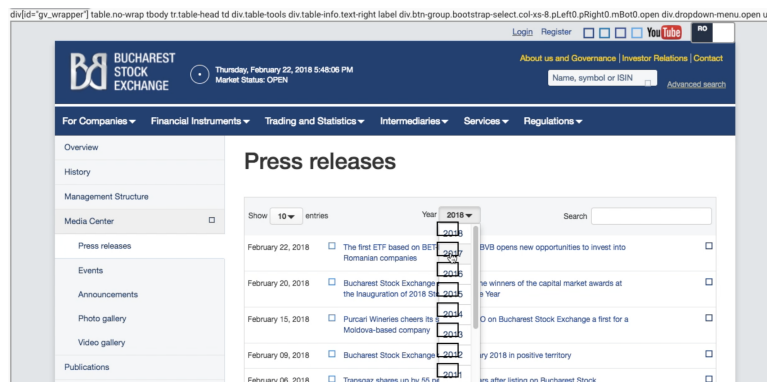 div[id="gv_wrapper"] table.no-wrap tbody tr.table-head td div.table-tools div.table-info.text-right label div.btn-group.bootstrap-select.col-xs-8.pLeft0.pRight0.mBot0.open div.dropdown-menu.open u
Login Register You Tube RO
BUCHAREST
STOCK
EXCHANGE
Thursday, February 22, 2018 5:48:06 PM
Market Status: OPEN
About us and Governance | Investor Relations | Contact
Name, symbol or ISIN
Advanced search
For Companies Financial Instruments Trading and Statistics Intermediaries Services Regulations
Overview
History
Management Structure
Media Center
Press releases
Events
Announcements
Photo gallery
Video gallery
Publications
Press releases
Show 10 entries Year 2018 Search
2018
2017
2016
2015
2014
2013
2012
2011
February 22, 2018 The first ETF based on BET- BVB opens new opportunities to invest into
Romanian companies
February 20, 2018 Bucharest Stock Exchange he winners of the capital market awards at
the Inauguration of 2018 Sto e Year
February 15, 2018 Purcari Wineries cheers its s O on Bucharest Stock Exchange a first for a
Moldova-based company
February 09, 2018 Bucharest Stock Exchange ary 2018 in positive territory
February 06, 2018 Transgaz shares up by 55 pe ars after listing on Bucharest Stock